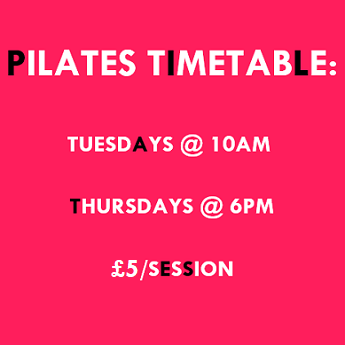 PILATES TIMETABLE:
TUESDAYS @ 10AM
THURSDAYS @ 6PM
£5/SESSION